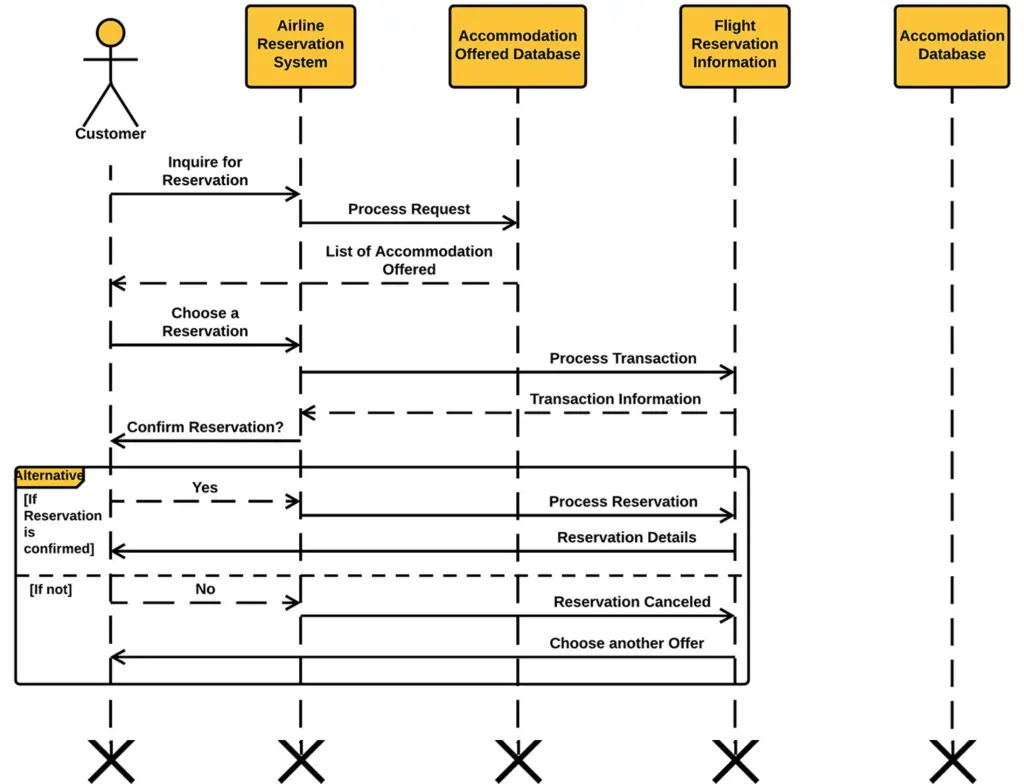 Airline
Reservation
System
Accommodation
Offered Database
Flight
Reservation
Information
Accomodation
Database
Customer
Inquire for
Reservation
Process Request
List of Accommodation
Offered
Choose a
Reservation
Process Transaction
Transaction Information
Confirm Reservation?
Alternative
[If
Reservation
is
confirmed]
Yes
Process Reservation
Reservation Details
[If not]
No
Reservation Canceled
Choose another Offer